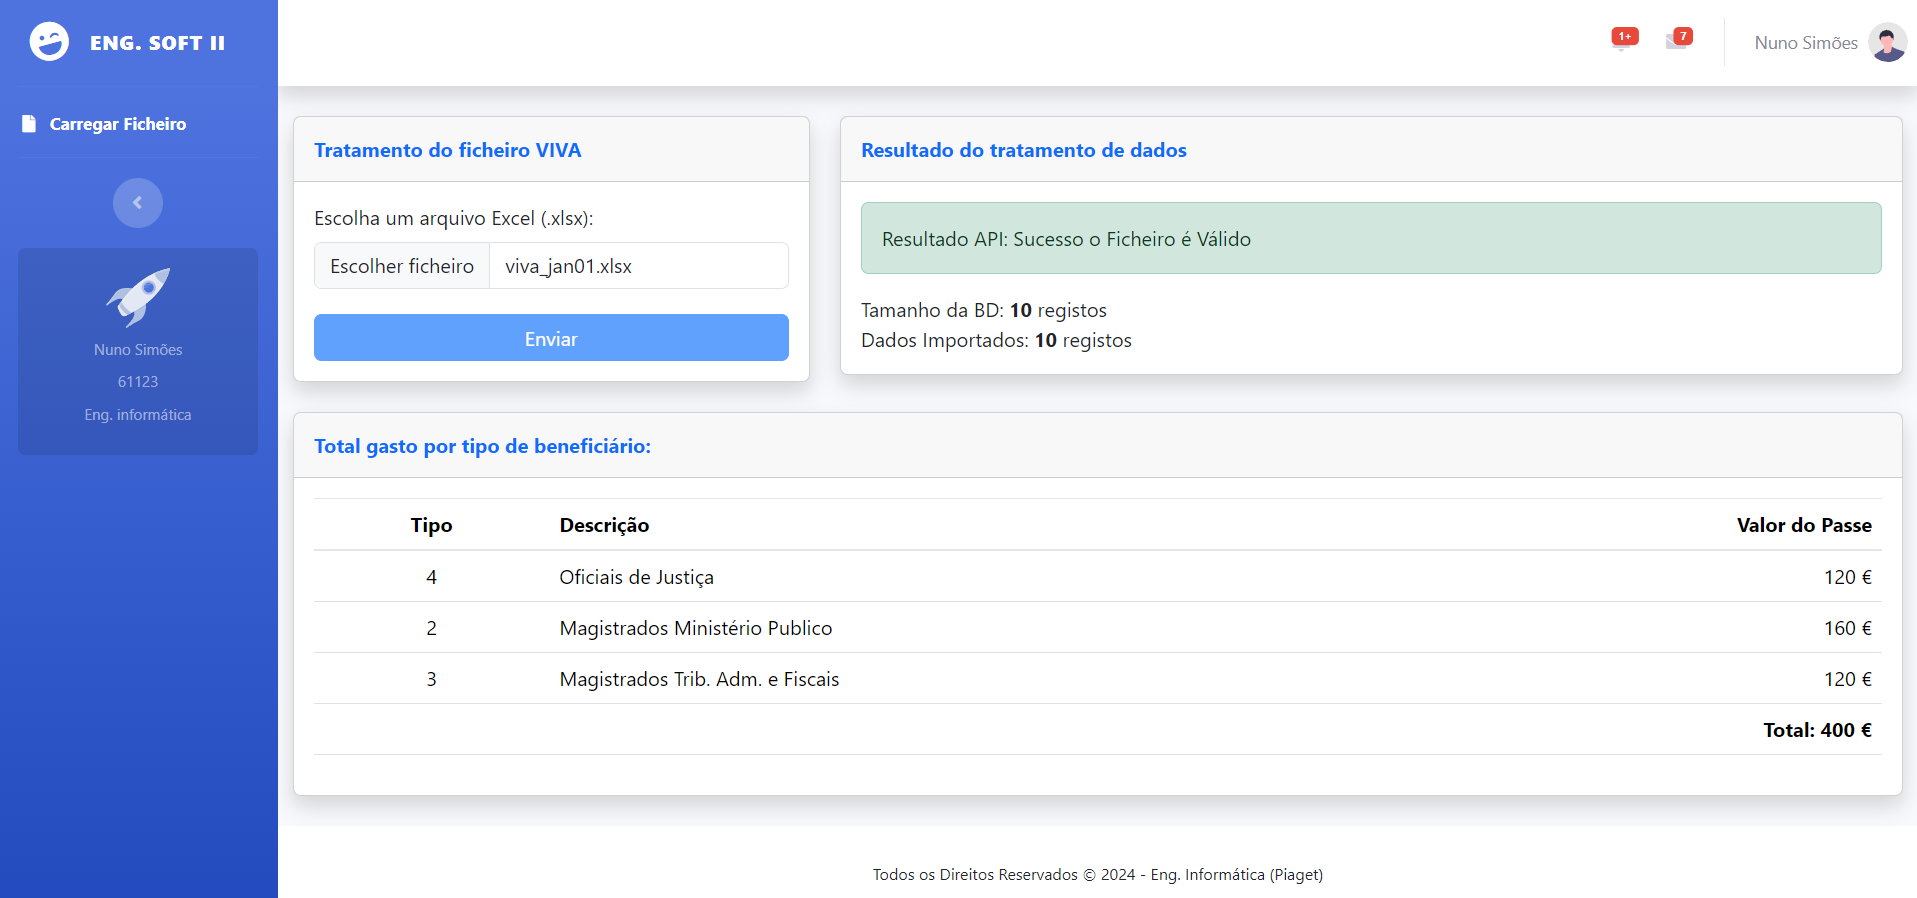 ENG. SOFT II
Carregar Ficheiro
Nuno Simões
61123
Eng. informática
1+
7
Nuno Simões
Tratamento do ficheiro VIVA
Escolha um arquivo Excel (.xlsx):
Escolher ficheiro viva_jan01.xlsx
Enviar
Resultado do tratamento de dados
Resultado API: Sucesso o Ficheiro é Válido
Tamanho da BD: 10 registos
Dados Importados: 10 registos
Total gasto por tipo de beneficiário:
Tipo Descrição Valor do Passe
4 Oficiais de Justiça 120 €
2 Magistrados Ministério Publico 160 €
3 Magistrados Trib. Adm. e Fiscais 120 €
Total: 400 €
Todos os Direitos Reservados © 2024 - Eng. Informática (Piaget)